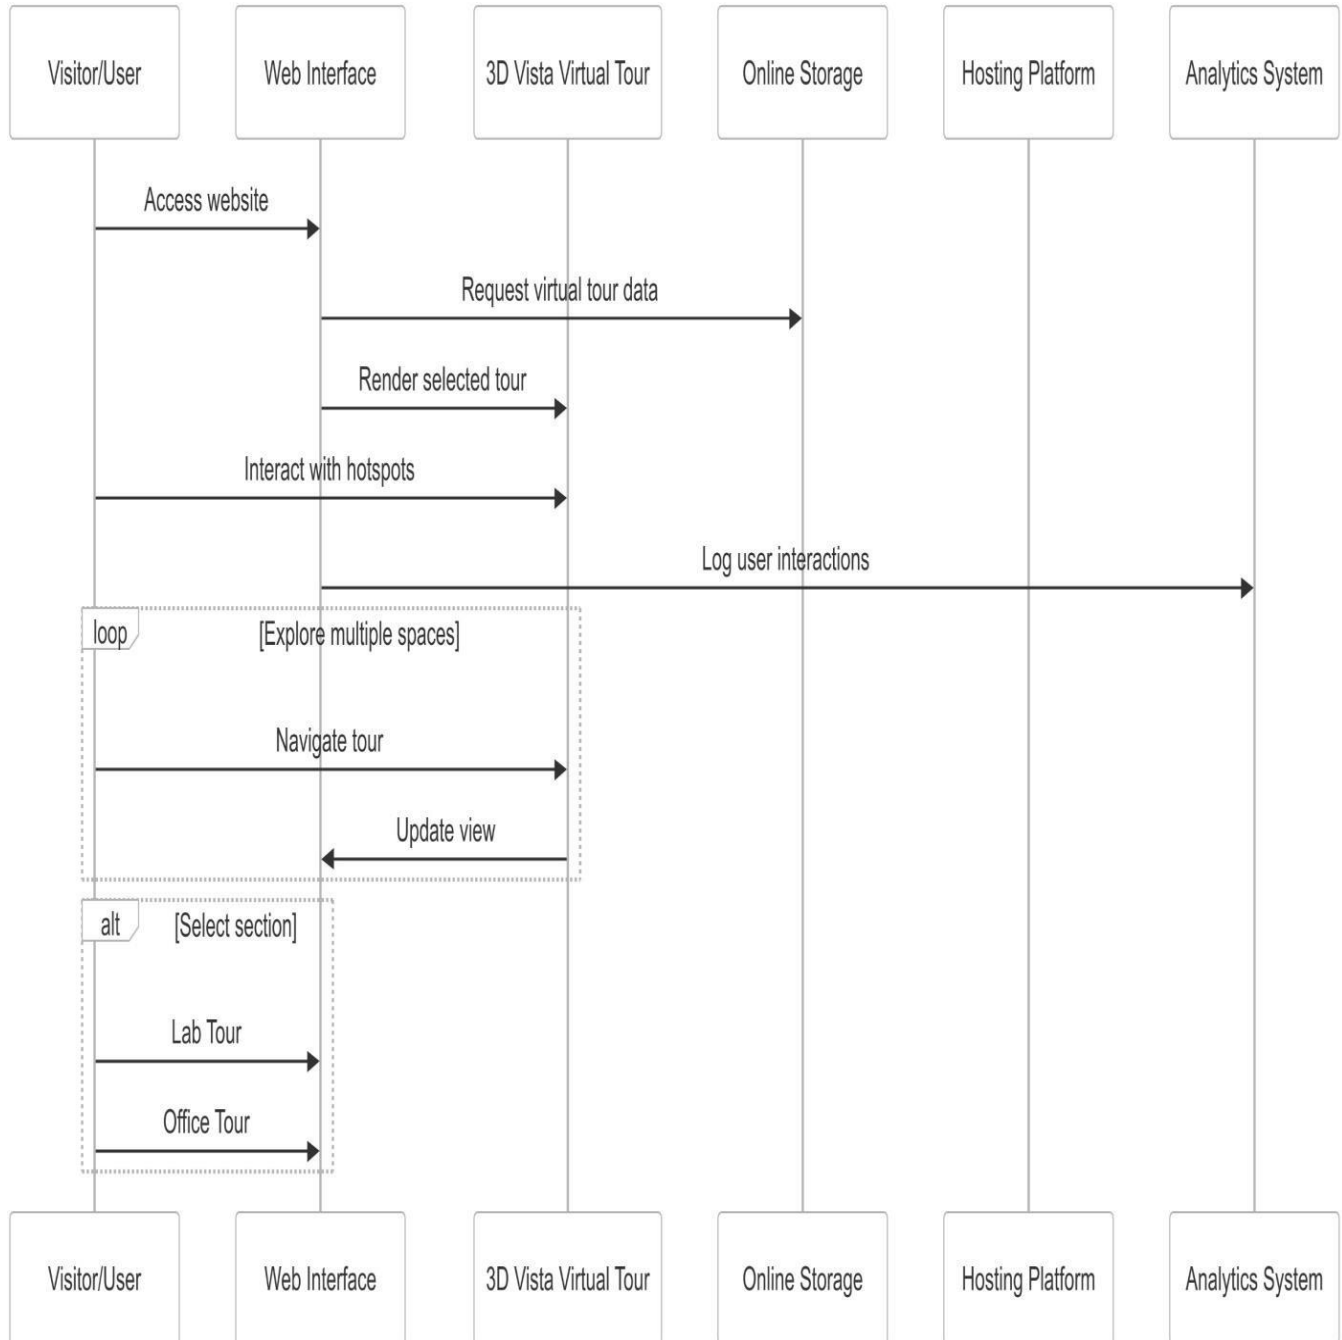 Visitor/User
Web Interface
3D Vista Virtual Tour
Online Storage
Hosting Platform
Analytics System
Access website
Request virtual tour data
Render selected tour
Interact with hotspots
Log user interactions
loop
[Explore multiple spaces]
Navigate tour
Update view
alt
[Select section]
Lab Tour
Office Tour
Visitor/User
Web Interface
3D Vista Virtual Tour
Online Storage
Hosting Platform
Analytics System